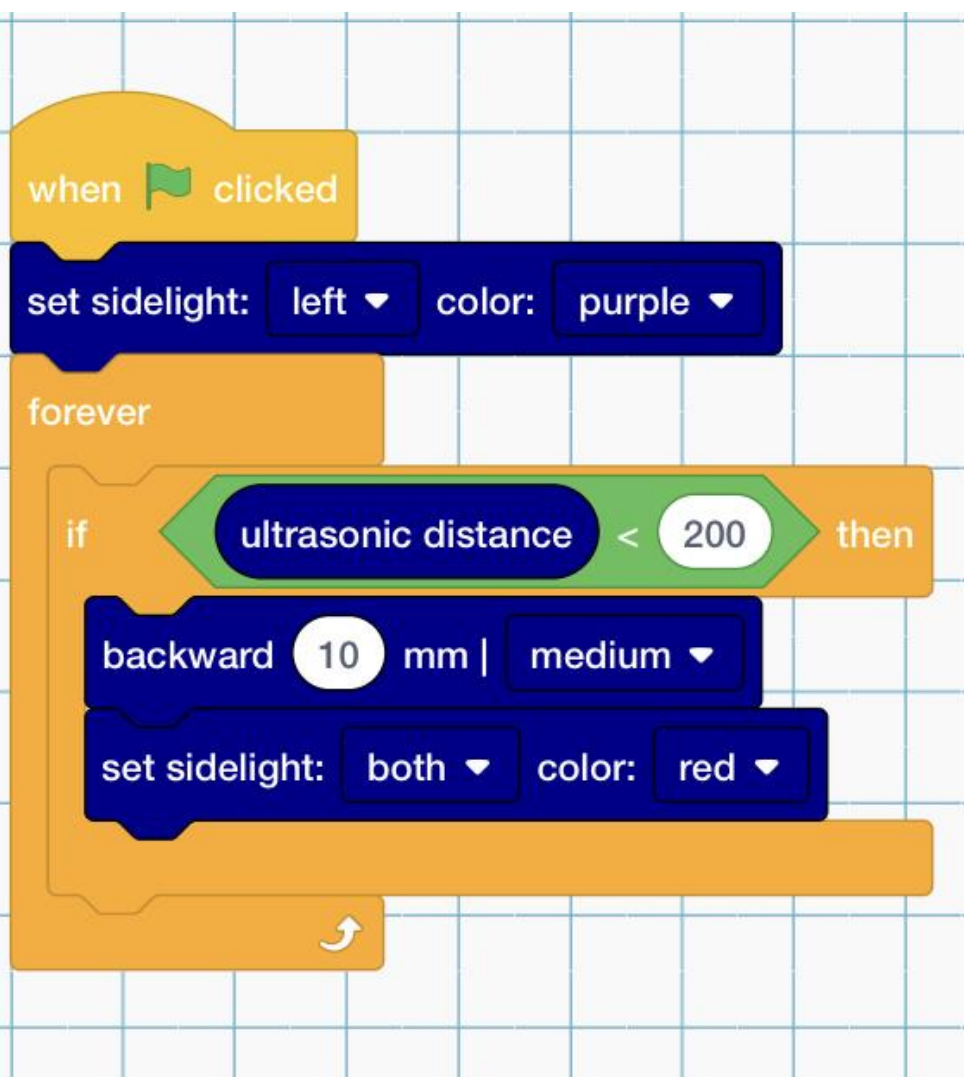 when clicked
set sidelight: left color: purple
forever
if ultrasonic distance < 200 then
backward 10 mm | medium
set sidelight: both color: red